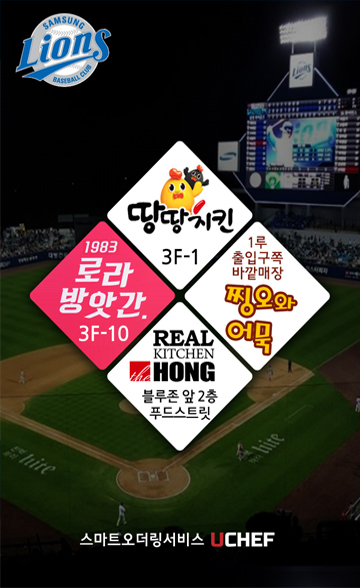 SAMSUNG
Lions
BASEBALL CLUB
땅땅치킨
3F-1
1983
로라
방앗간.
3F-10
1루
출입구쪽
바깥매장
찡오와
어묵
REAL
KITCHEN
the HONG
블루존 앞 2층
푸드스트릿
hire
hire
스마트오더링서비스 UCHEF